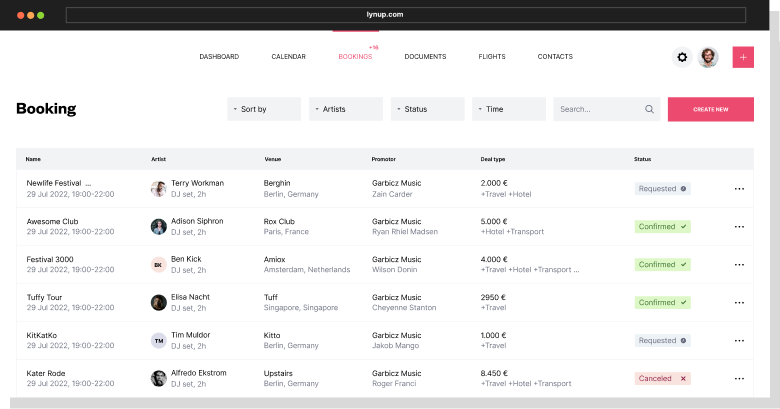 lynup.com
+16
DASHBOARD CALENDAR BOOKINGS DOCUMENTS FLIGHTS CONTACTS
Booking
Sort by Artists Status Time Search... CREATE NEW
Name Artist Venue Promotor Deal type Status
Newlife Festival ... Terry Workman Berghin Garbicz Music 2.000 €
29 Jul 2022, 19:00-22:00 DJ set, 2h Berlin, Germany Zain Carder +Travel +Hotel Requested
Awesome Club Adison Siphron Rox Club Garbicz Music 5.000 €
29 Jul 2022, 19:00-22:00 DJ set, 2h Paris, France Ryan Rhiel Madsen +Hotel +Transport Confirmed
Festival 3000 BK Ben Kick Amiox Garbicz Music 4.000 €
29 Jul 2022, 19:00-22:00 DJ set, 2h Amsterdam, Netherlands Wilson Donin +Travel +Hotel +Transport ... Confirmed
Tuffy Tour Elisa Nacht Tuff Garbicz Music 2950 €
29 Jul 2022, 19:00-22:00 DJ set, 2h Singapore, Singapore Cheyenne Stanton +Travel Confirmed
KitKatKo TM Tim Muldor Kitto Garbicz Music 1.000 €
29 Jul 2022, 19:00-22:00 DJ set, 2h Berlin, Germany Jakob Mango +Travel Requested
Kater Rode Alfredo Ekstrom Upstairs Garbicz Music 8.450 €
29 Jul 2022, 19:00-22:00 DJ set, 2h Berlin, Germany Roger Franci +Travel +Hotel +Transport Canceled